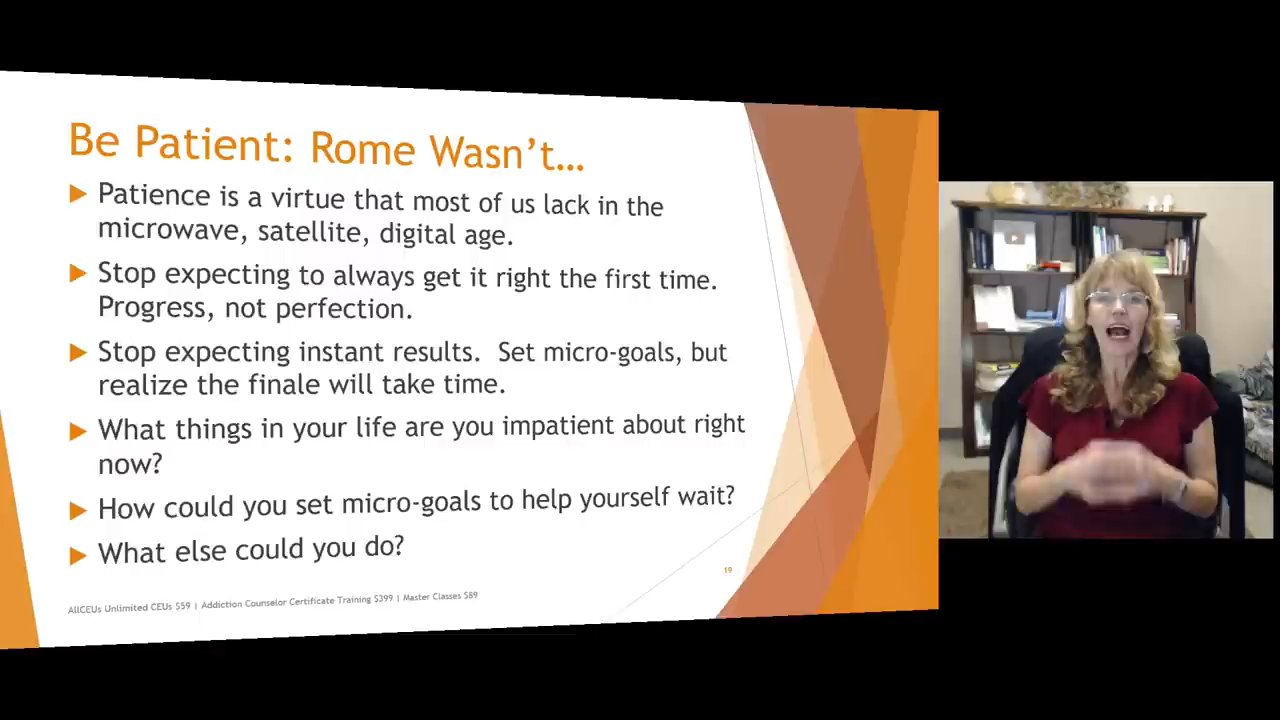 Be Patient: Rome Wasn't…
Patience is a virtue that most of us lack in the
microwave, satellite, digital age.
Stop expecting to always get it right the first time.
Progress, not perfection.
Stop expecting instant results. Set micro-goals, but
realize the finale will take time.
What things in your life are you impatient about right
now?
How could you set micro-goals to help yourself wait?
What else could you do?
19
AllCEUs Unlimited CEUs $59 | Addiction Counselor Certificate Training $399 | Master Classes $89